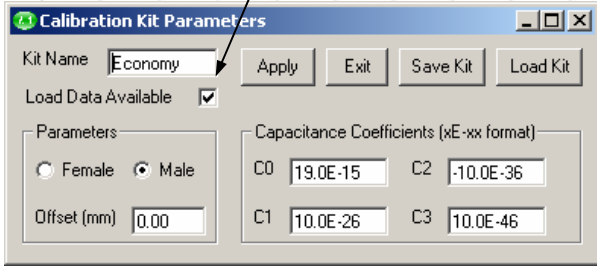 Calibration Kit Parameters
Kit Name Economy Apply Exit Save Kit Load Kit
Load Data Available
Parameters Capacitance Coefficients (xE-xx format)
Female Male C0 19.0E-15 C2 -10.0E-36
Offset (mm) 0.00 C1 10.0E-26 C3 10.0E-46